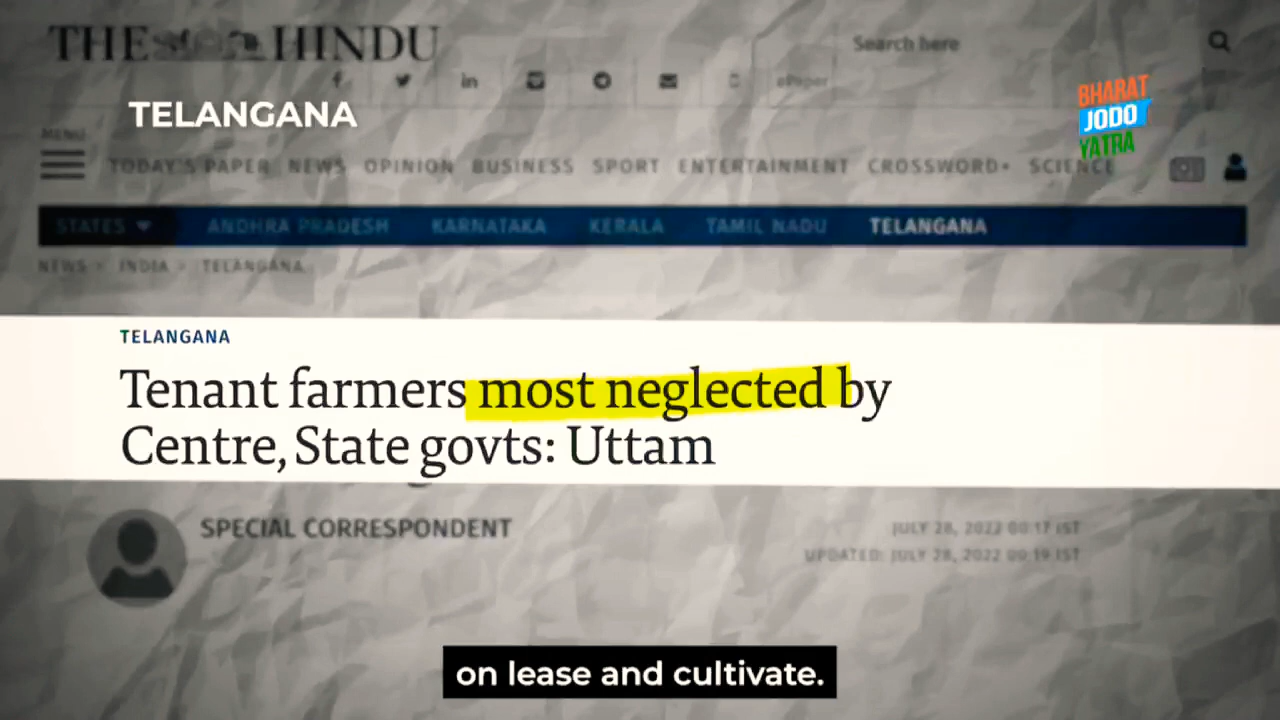 THE HINDU
Search here
ePaper
TELANGANA
BHARAT
JODO
YATRA
MENU
TODAY'S PAPER NEWS OPINION BUSINESS SPORT ENTERTAINMENT CROSSWORD+ SCIENCE
STATES ANDHRA PRADESH KARNATAKA KERALA TAMIL NADU TELANGANA
NEWS INDIA TELANGANA
TELANGANA
Tenant farmers most neglected by
Centre, State govts: Uttam
SPECIAL CORRESPONDENT
JULY 28, 2022 00:17 IST
UPDATED: JULY 28, 2022 00:19 IST
on lease and cultivate.